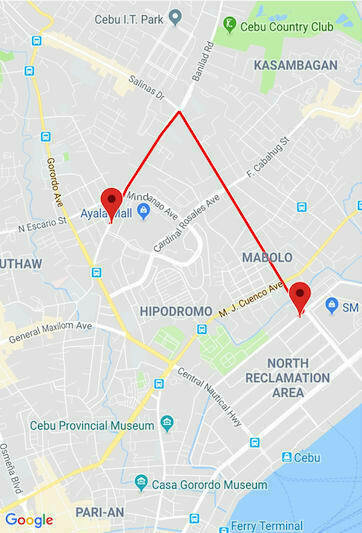 Cebu I.T. Park
Cebu Country Club
Banilad Rd
KASAMBAGAN
Salinas Dr
Gorordo Ave
F. Cabahug St
Mindanao Ave
Ayala Mall
N Escario St
Cardinal Rosales Ave
UTHAW
MABOLO
M. J. Cuenco Ave
SM
HIPODROMO
General Maxilom Ave
NORTH
RECLAMATION
AREA
Central Nautical Hwy
Cebu Provincial Museum
Osmeña Blvd
Cebu
Casa Gorordo Museum
PARI-AN
Google
Ferry Terminal